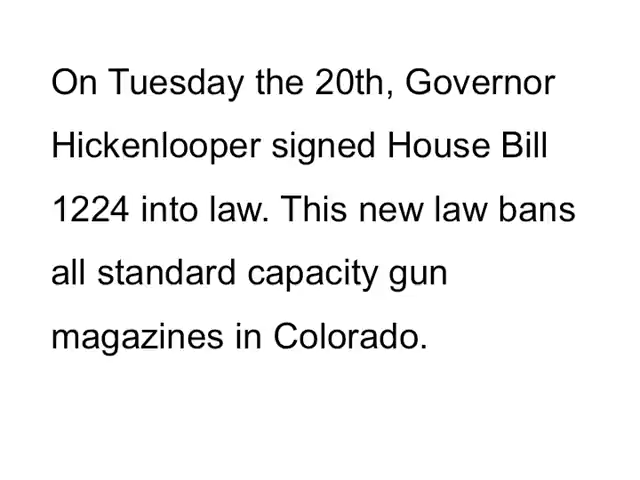 On Tuesday the 20th, Governor
Hickenlooper signed House Bill
1224 into law. This new law bans
all standard capacity gun
magazines in Colorado.